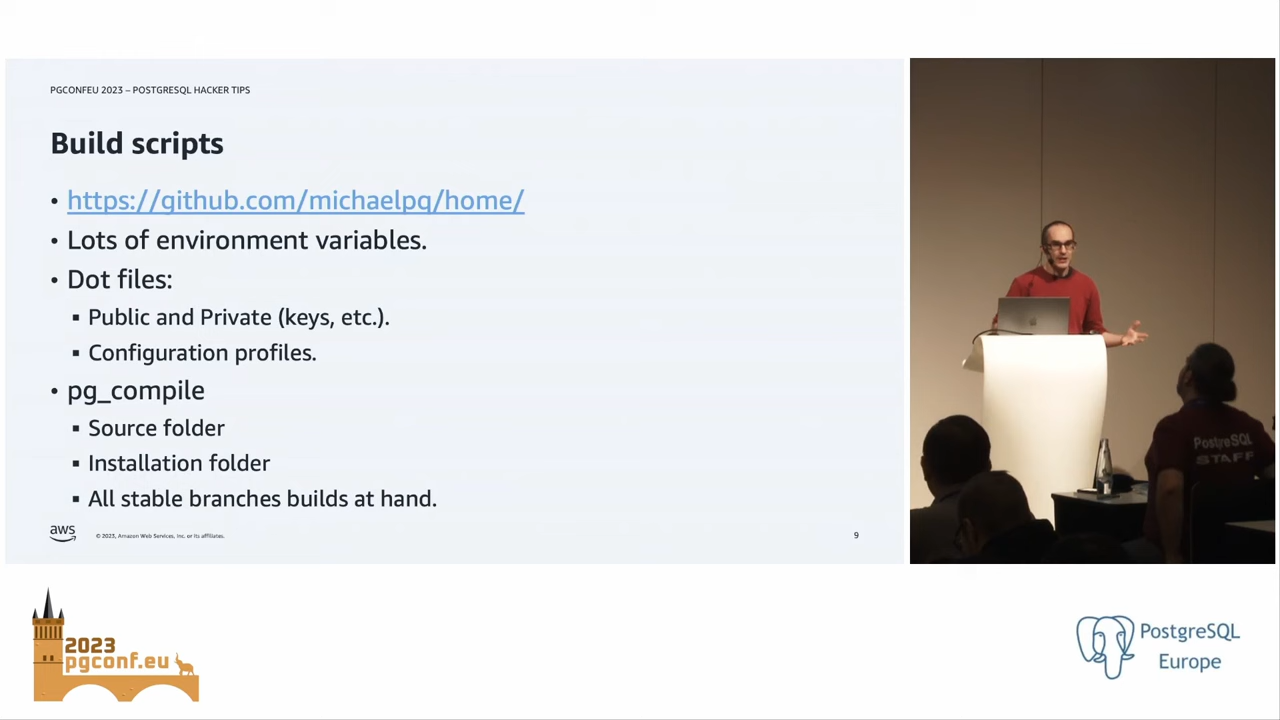 PGCONFEU 2023 – POSTGRESQL HACKER TIPS
Build scripts
• https://github.com/michaelpq/home/
• Lots of environment variables.
• Dot files:
▪ Public and Private (keys, etc.).
▪ Configuration profiles.
• pg_compile
▪ Source folder
▪ Installation folder
▪ All stable branches builds at hand.
aws
© 2023, Amazon Web Services, Inc. or its affiliates.
9
PostgreSQL
STAFF
2023
pgconf.eu
PostgreSQL
Europe